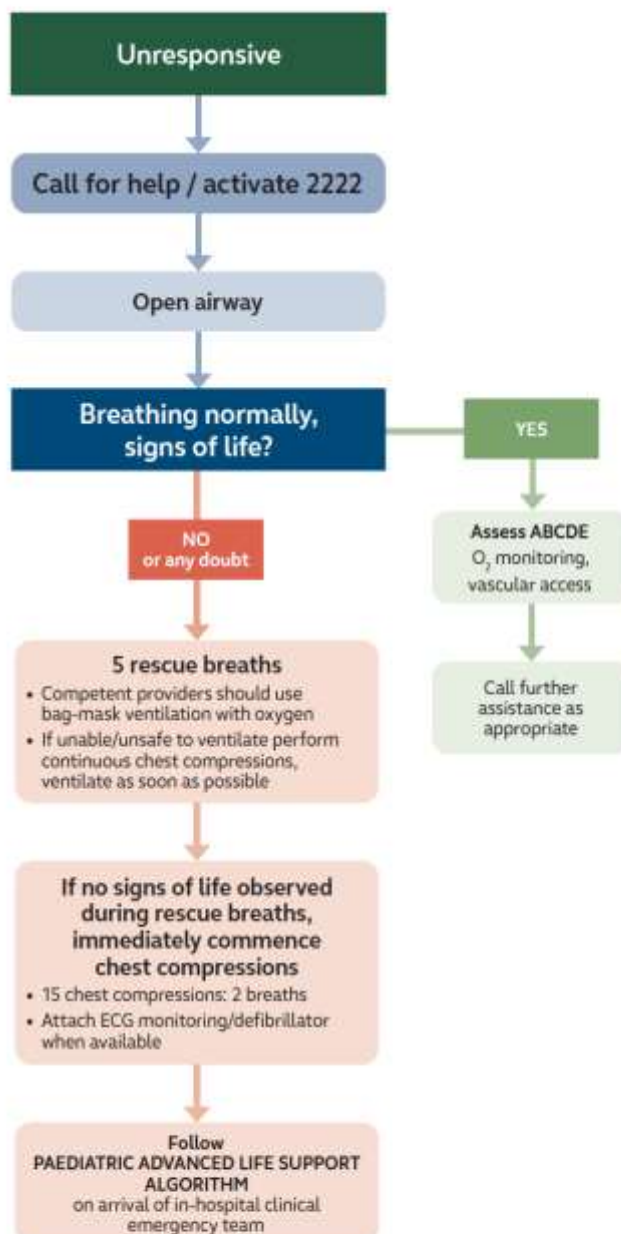 Unresponsive
Call for help / activate 2222
Open airway
Breathing normally,
signs of life?
YES
NO
or any doubt
Assess ABCDE
O₂ monitoring,
vascular access
Call further
assistance as
appropriate
5 rescue breaths
• Competent providers should use
bag-mask ventilation with oxygen
• If unable/unsafe to ventilate perform
continuous chest compressions,
ventilate as soon as possible
If no signs of life observed
during rescue breaths,
immediately commence
chest compressions
• 15 chest compressions: 2 breaths
• Attach ECG monitoring/defibrillator
when available
Follow
PAEDIATRIC ADVANCED LIFE SUPPORT
ALGORITHM
on arrival of in-hospital clinical
emergency team